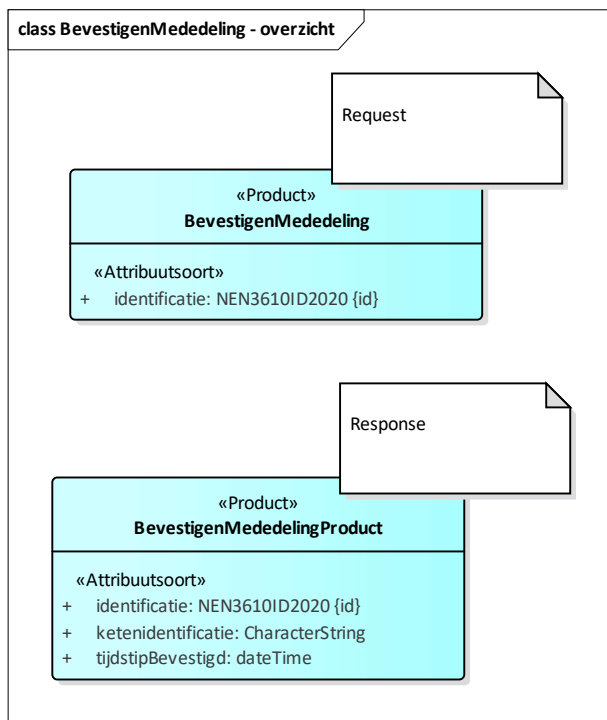 class BevestigenMededeling - overzicht
Request
«Product»
BevestigenMededeling
«Attribuutsoort»
+ identificatie: NEN3610ID2020 {id}
Response
«Product»
BevestigenMededelingProduct
«Attribuutsoort»
+ identificatie: NEN3610ID2020 {id}
+ ketenidentificatie: CharacterString
+ tijdstipBevestigd: dateTime